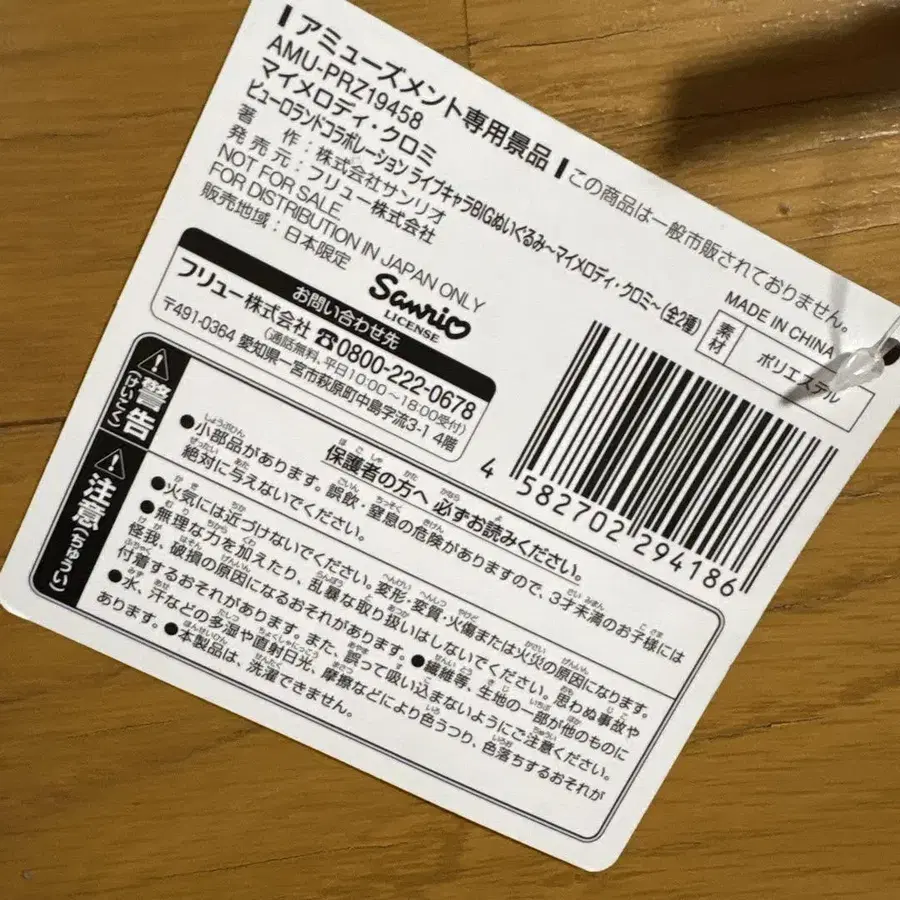 ┃アミューズメント専用景品┃この商品は一般市販されておりません。
AMU-PRZ19458
マイメロディ・クロミ
ピューロランドコラボレーション ライブキャラBIGぬいぐるみ～マイメロディ・クロミ～(全2種)
著　作：株式会社サンリオ
発売元：フリュー株式会社
NOT FOR SALE
FOR DISTRIBUTION IN JAPAN ONLY
販売地域：日本限定
Sanrio
LICENSE
MADE IN CHINA
素材 ポリエステル
お問い合わせ先
フリュー株式会社 ☎0800-222-0678
(通話無料、平日10:00～18:00受付)
〒491-0364 愛知県一宮市萩原町中島字流3-1 4階
4 582702 294186
⚠警告(けいこく)
保護者の方へ 必ずお読みください。
●小部品があります。誤飲・窒息の危険がありますので、3才未満のお子様には
絶対に与えないでください。
⚠注意(ちゅうい)
●火気には近づけないでください。変形・変質・火傷または火災の原因になります。
●無理な力を加えたり、乱暴な取り扱いはしないでください。思わぬ事故や
怪我、破損の原因になるおそれがあります。●繊維等、生地の一部が他のものに
付着するおそれがあります。また、誤って吸い込まないようにご注意ください。
●水、汗などの多湿や直射日光、摩擦などにより色うつり、色落ちするおそれが
あります。●本製品は、洗濯できません。